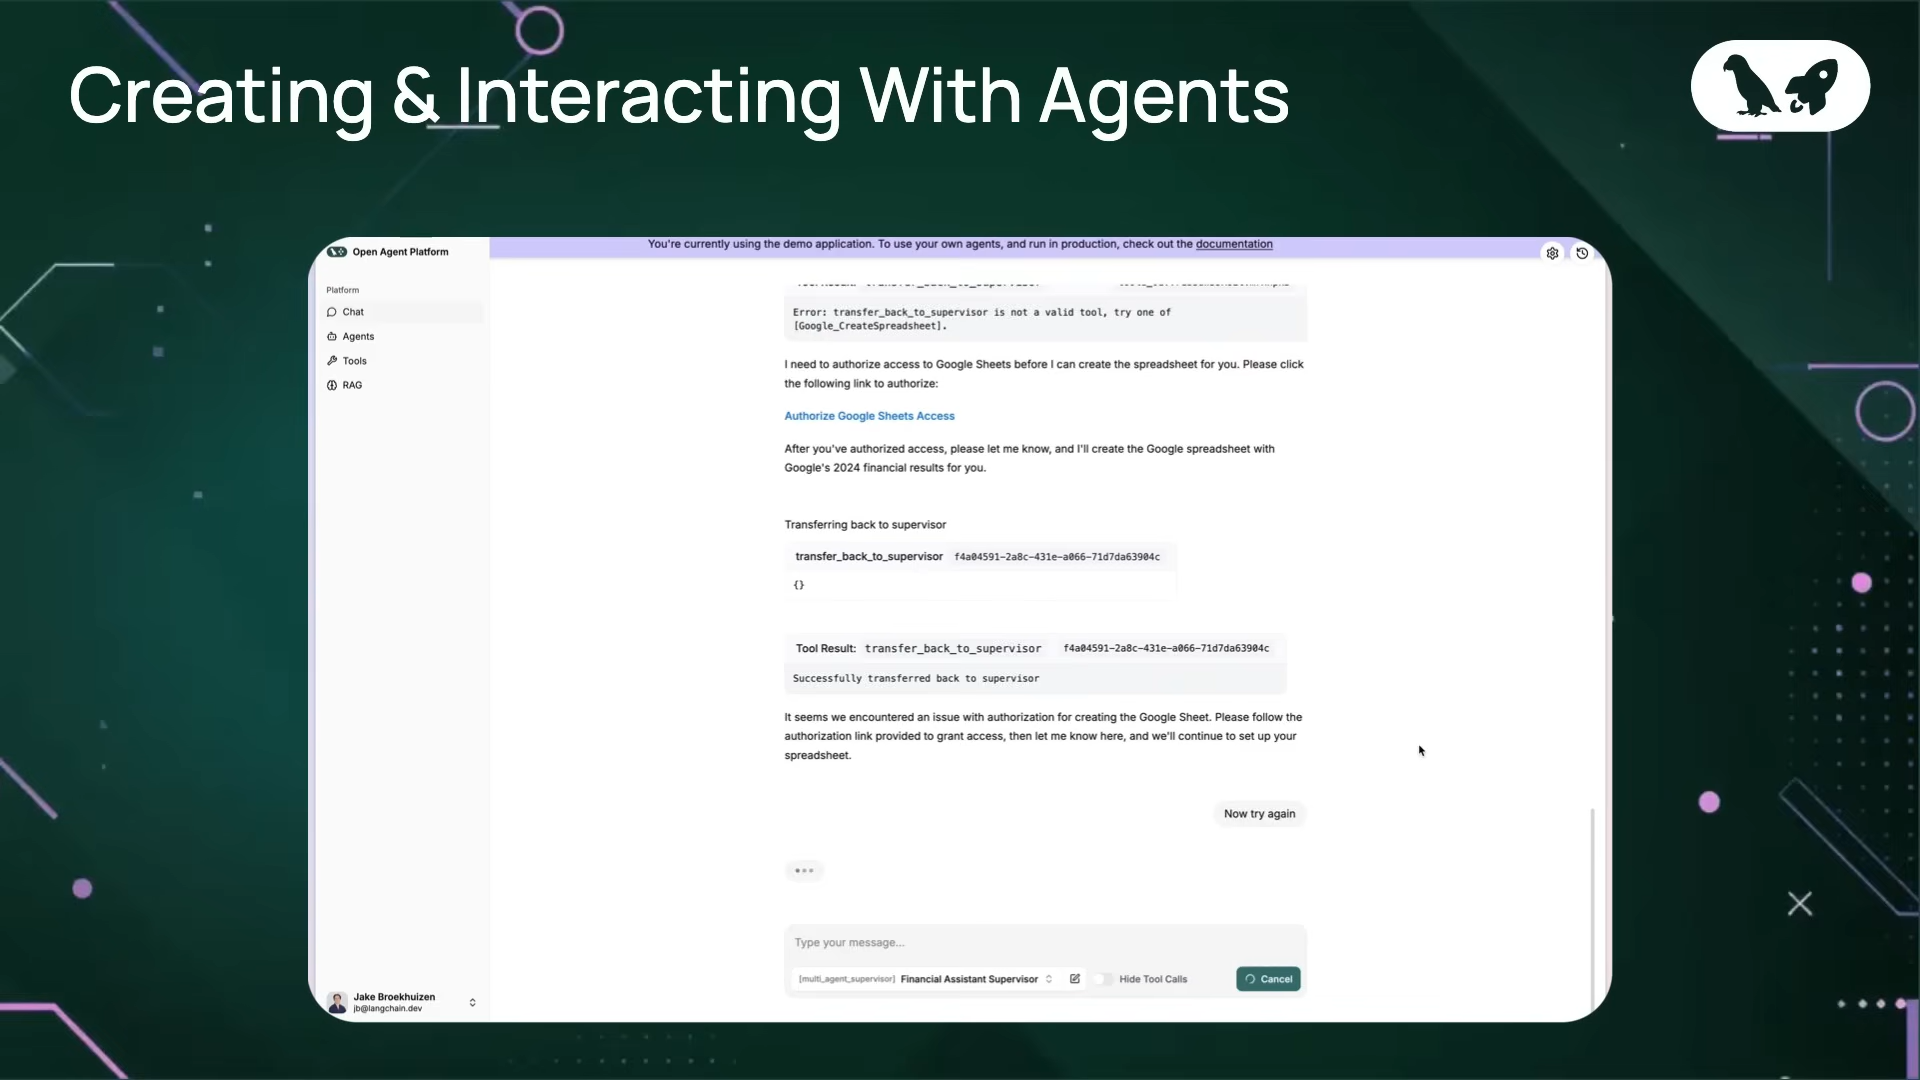 Creating & Interacting With Agents
Open Agent Platform
You're currently using the demo application. To use your own agents, and run in production, check out the documentation
Platform
Chat
Agents
Tools
RAG
Error: transfer_back_to_supervisor is not a valid tool, try one of
[Google_CreateSpreadsheet].
I need to authorize access to Google Sheets before I can create the spreadsheet for you. Please click
the following link to authorize:
Authorize Google Sheets Access
After you've authorized access, please let me know, and I'll create the Google spreadsheet with
Google's 2024 financial results for you.
Transferring back to supervisor
transfer_back_to_supervisor f4a04591-2a8c-431e-a066-71d7da63904c
{}
Tool Result: transfer_back_to_supervisor f4a04591-2a8c-431e-a066-71d7da63904c
Successfully transferred back to supervisor
It seems we encountered an issue with authorization for creating the Google Sheet. Please follow the
authorization link provided to grant access, then let me know here, and we'll continue to set up your
spreadsheet.
Now try again
Type your message...
[multi_agent_supervisor] Financial Assistant Supervisor Hide Tool Calls Cancel
Jake Broekhuizen
jb@langchain.dev